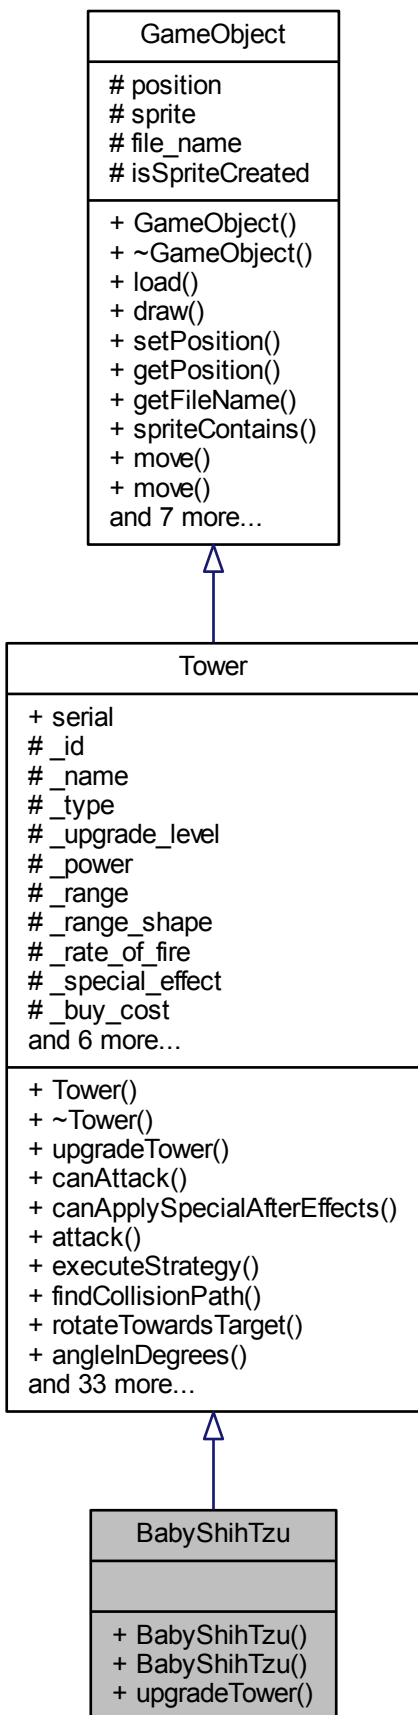 GameObject
# position
# sprite
# file_name
# isSpriteCreated
+ GameObject()
+ ~GameObject()
+ load()
+ draw()
+ setPosition()
+ getPosition()
+ getFileName()
+ spriteContains()
+ move()
+ move()
and 7 more...
Tower
+ serial
# _id
# _name
# _type
# _upgrade_level
# _power
# _range
# _range_shape
# _rate_of_fire
# _special_effect
# _buy_cost
and 6 more...
+ Tower()
+ ~Tower()
+ upgradeTower()
+ canAttack()
+ canApplySpecialAfterEffects()
+ attack()
+ executeStrategy()
+ findCollisionPath()
+ rotateTowardsTarget()
+ angleInDegrees()
and 33 more...
BabyShihTzu
+ BabyShihTzu()
+ BabyShihTzu()
+ upgradeTower()